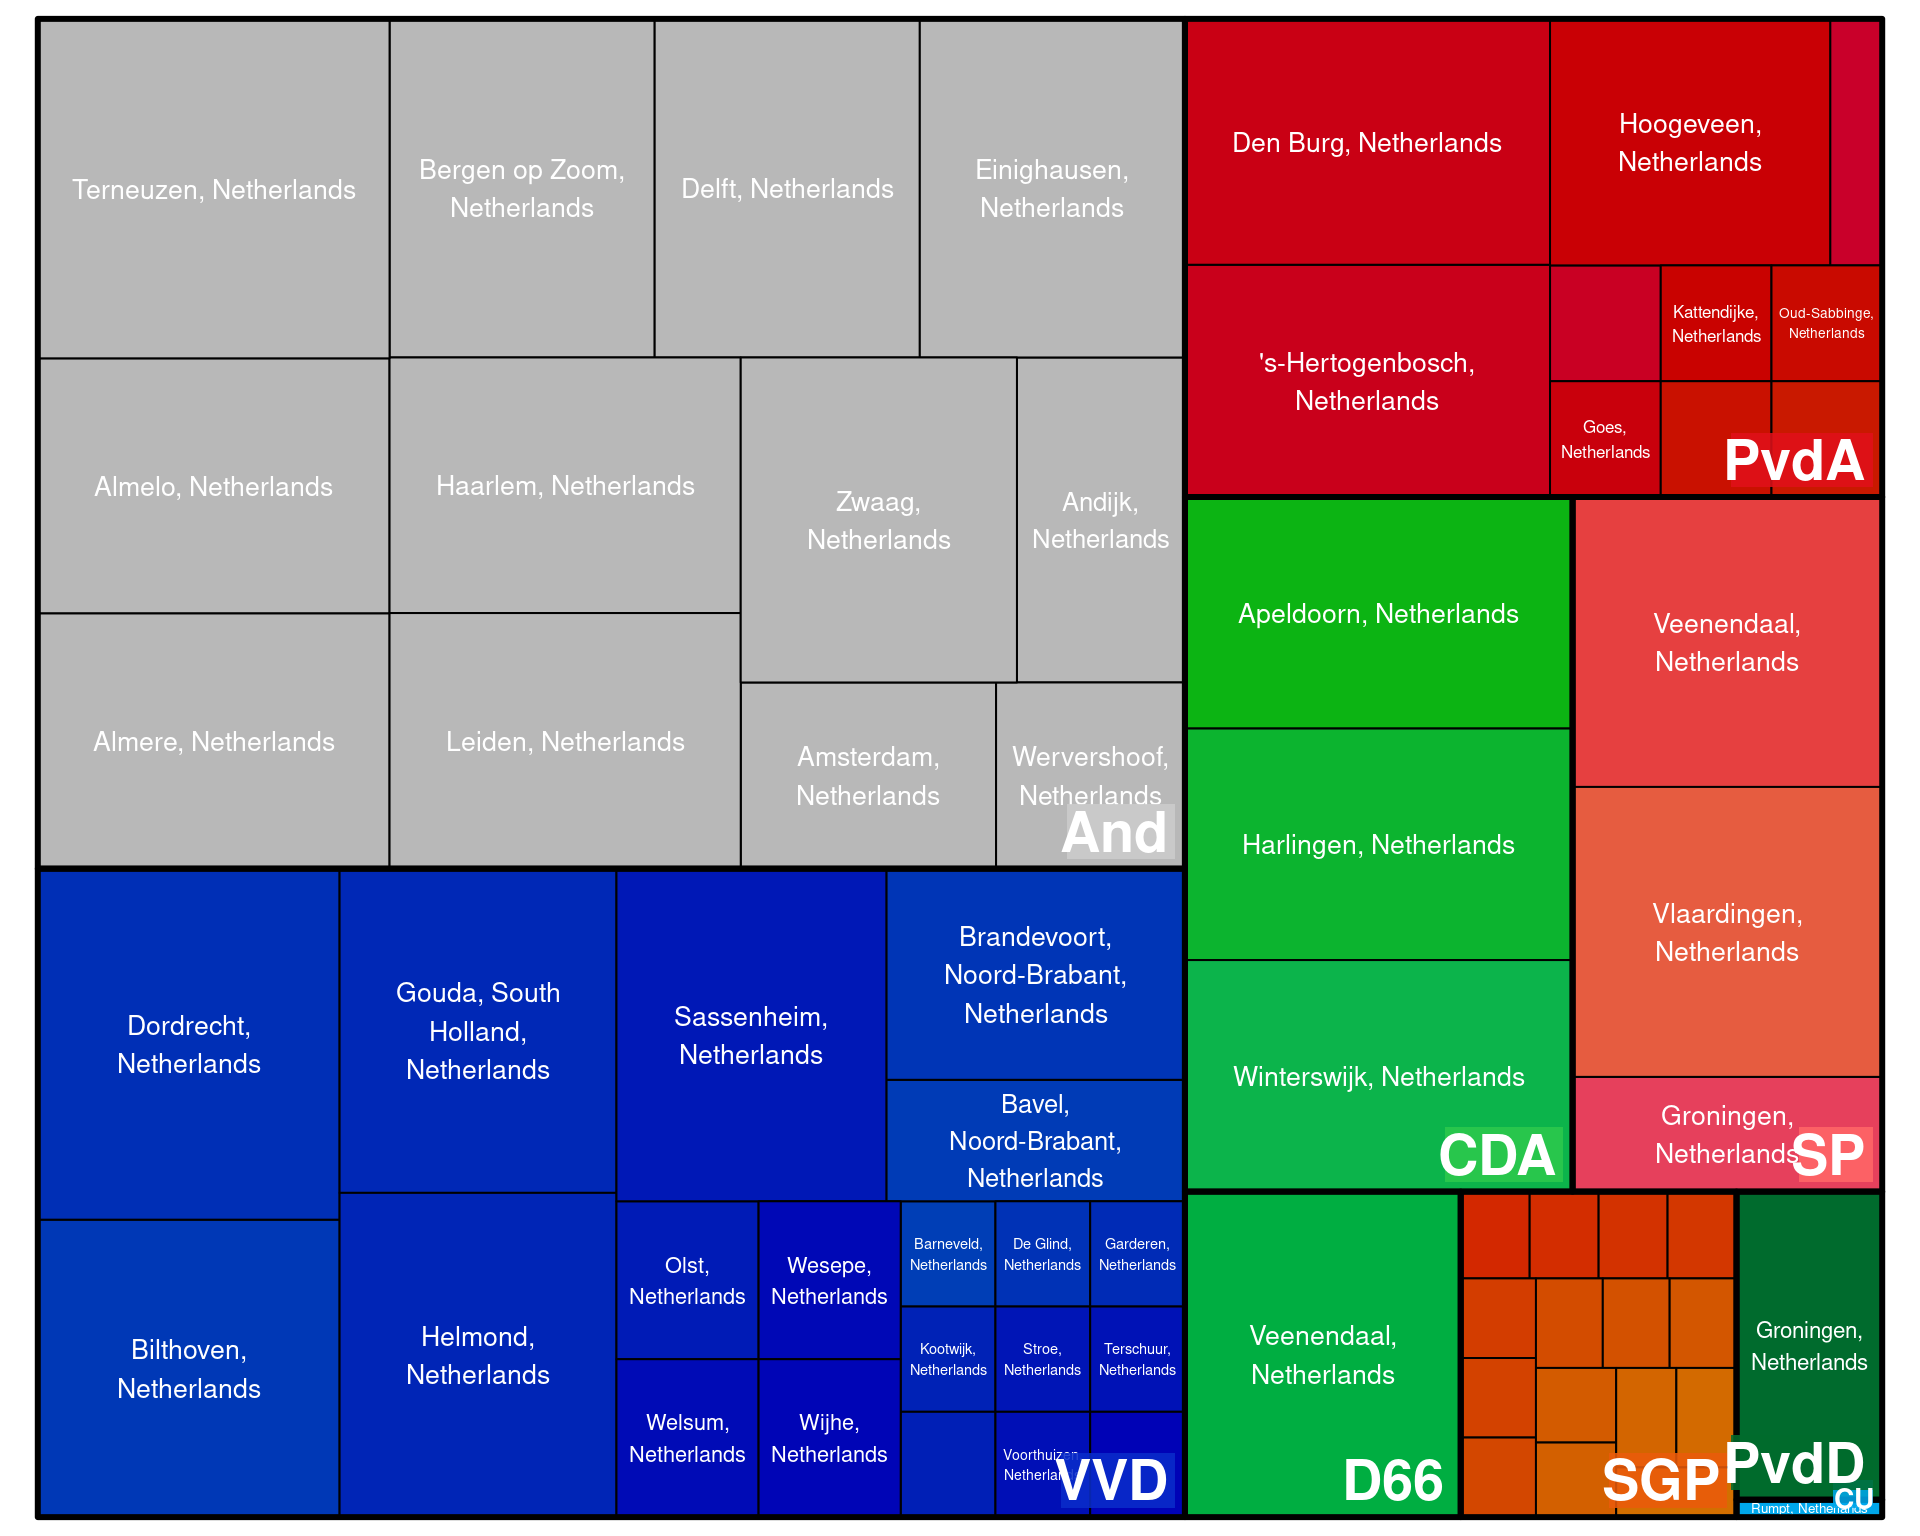 Terneuzen, Netherlands
Bergen op Zoom,
Netherlands
Delft, Netherlands
Einighausen,
Netherlands
Almelo, Netherlands
Haarlem, Netherlands
Zwaag,
Netherlands
Andijk,
Netherlands
Almere, Netherlands
Leiden, Netherlands
Amsterdam,
Netherlands
Wervershoof,
Netherlands
And
Den Burg, Netherlands
Hoogeveen,
Netherlands
's-Hertogenbosch,
Netherlands
Kattendijke,
Netherlands
Oud-Sabbinge,
Netherlands
Goes,
Netherlands
PvdA
Apeldoorn, Netherlands
Harlingen, Netherlands
Winterswijk, Netherlands
CDA
Veenendaal,
Netherlands
Vlaardingen,
Netherlands
Groningen,
Netherlands
SP
Dordrecht,
Netherlands
Gouda, South
Holland,
Netherlands
Sassenheim,
Netherlands
Brandevoort,
Noord-Brabant,
Netherlands
Bavel,
Noord-Brabant,
Netherlands
Bilthoven,
Netherlands
Helmond,
Netherlands
Olst,
Netherlands
Wesepe,
Netherlands
Welsum,
Netherlands
Wijhe,
Netherlands
Barneveld,
Netherlands
De Glind,
Netherlands
Garderen,
Netherlands
Kootwijk,
Netherlands
Stroe,
Netherlands
Terschuur,
Netherlands
Voorthuizen,
Netherlands
VVD
Veenendaal,
Netherlands
D66
SGP
Groningen,
Netherlands
PvdD
Rumpt, Netherlands
CU